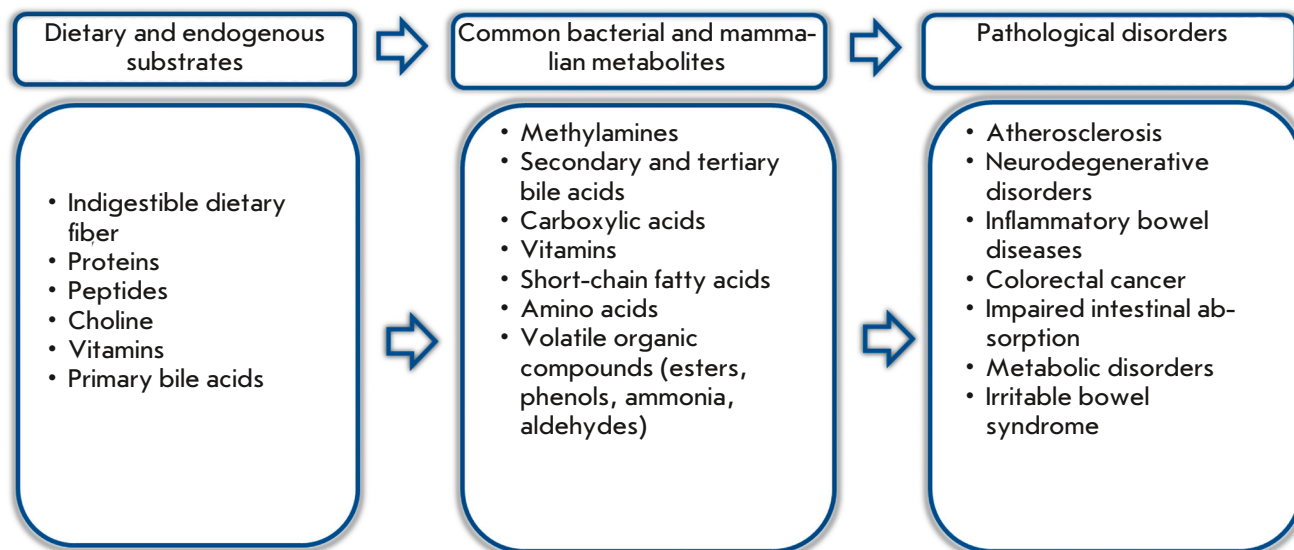 Dietary and endogenous
substrates
Common bacterial and mamma-
lian metabolites
Pathological disorders
• Indigestible dietary
fiber
• Proteins
• Peptides
• Choline
• Vitamins
• Primary bile acids
• Methylamines
• Secondary and tertiary
bile acids
• Carboxylic acids
• Vitamins
• Short-chain fatty acids
• Amino acids
• Volatile organic
compounds (esters,
phenols, ammonia,
aldehydes)
• Atherosclerosis
• Neurodegenerative
disorders
• Inflammatory bowel
diseases
• Colorectal cancer
• Impaired intestinal ab-
sorption
• Metabolic disorders
• Irritable bowel
syndrome